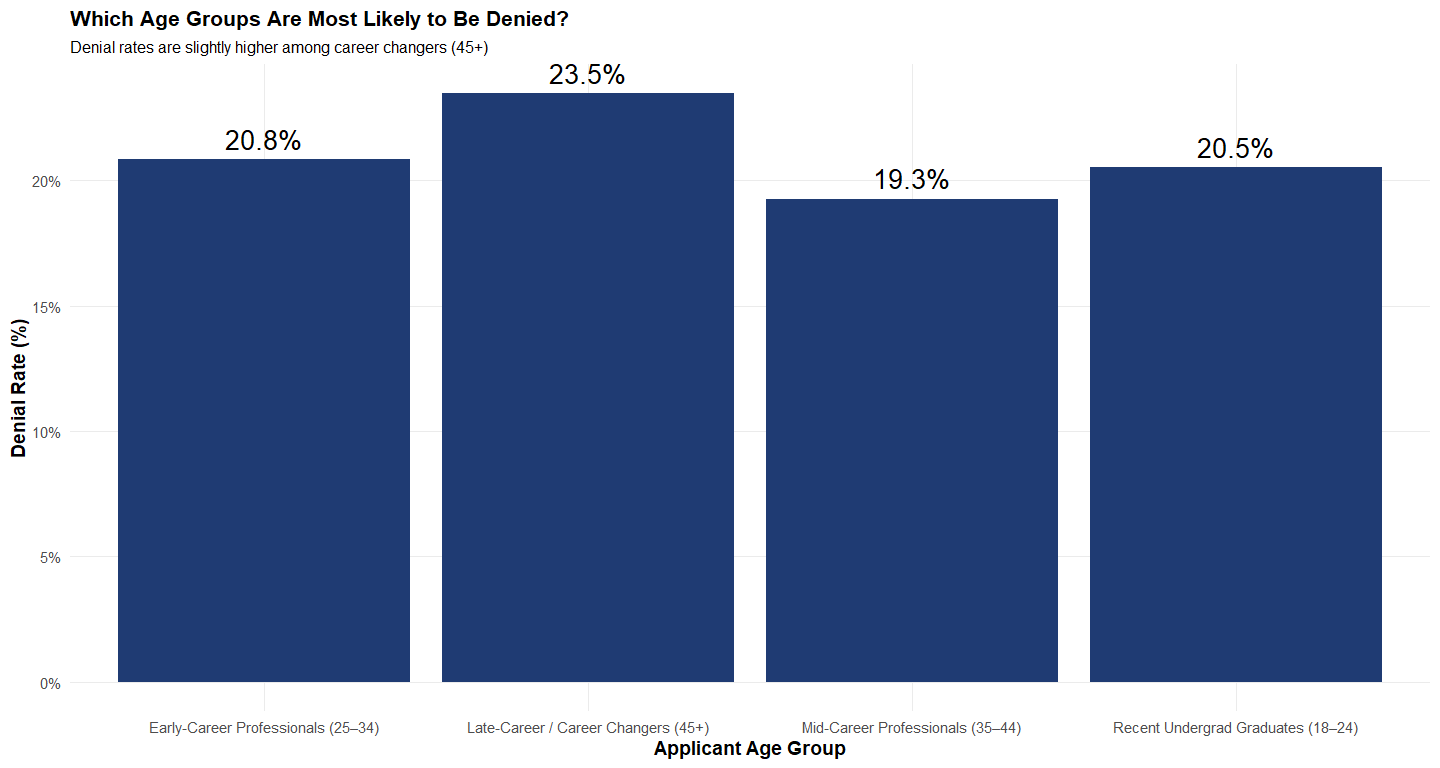 Which Age Groups Are Most Likely to Be Denied?
Denial rates are slightly higher among career changers (45+)
23.5%
20.8%
20.5%
19.3%
20%
15%
10%
5%
0%
Denial Rate (%)
Early-Career Professionals (25–34)
Late-Career / Career Changers (45+)
Mid-Career Professionals (35–44)
Recent Undergrad Graduates (18–24)
Applicant Age Group